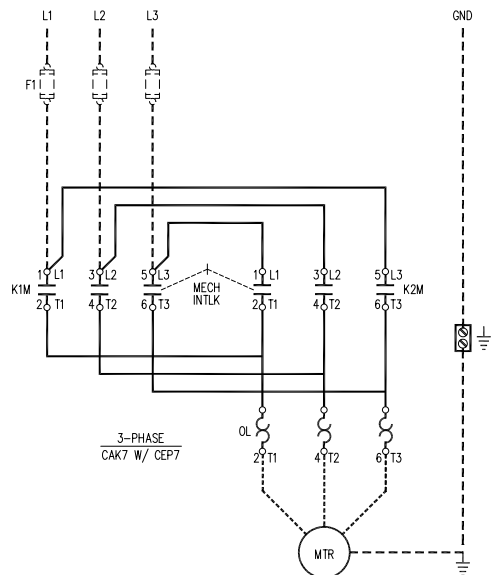 L1 L2 L3 GND
F1
1 L1 3 L2 5 L3 1 L1 3 L2 5 L3
K1M MECH K2M
INTLK
2 T1 4 T2 6 T3 2 T1 4 T2 6 T3
OL
3-PHASE
CAK7 W/ CEP7
2 T1 4 T2 6 T3
MTR